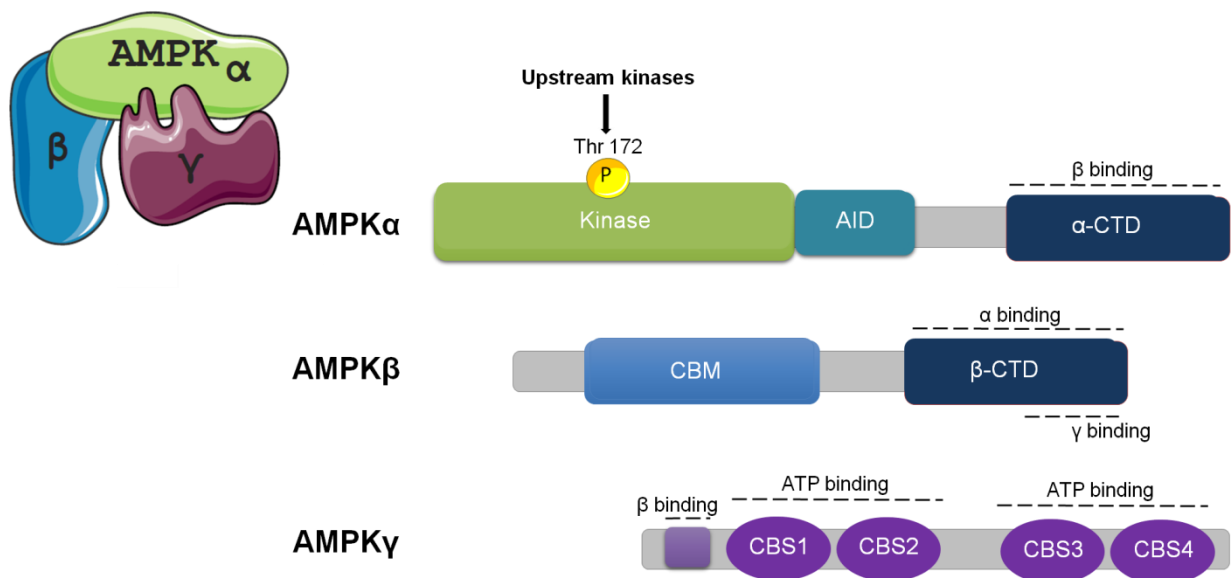 AMPK α
β
γ
Upstream kinases
Thr 172
P
β binding
AMPKα
Kinase
AID
α-CTD
α binding
AMPKβ
CBM
β-CTD
γ binding
ATP binding
ATP binding
β binding
AMPKγ
CBS1
CBS2
CBS3
CBS4